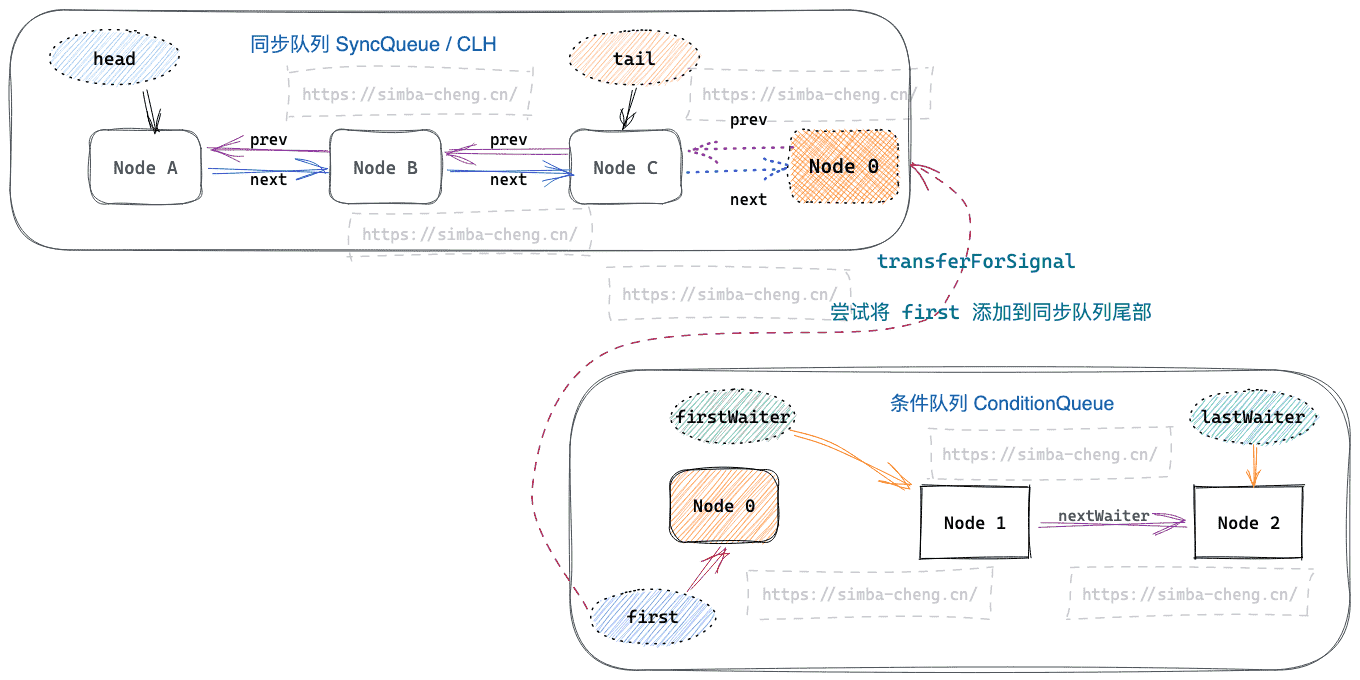 同步队列 SyncQueue / CLH
head
tail
https://simba-cheng.cn/
https://simba-cheng.cn/
prev
prev
prev
Node A
Node B
Node C
Node 0
next
next
next
https://simba-cheng.cn/
transferForSignal
https://simba-cheng.cn/
尝试将 first 添加到同步队列尾部
条件队列 ConditionQueue
firstWaiter
lastWaiter
https://simba-cheng.cn/
Node 0
Node 1
nextWaiter
Node 2
https://simba-cheng.cn/
https://simba-cheng.cn/
first